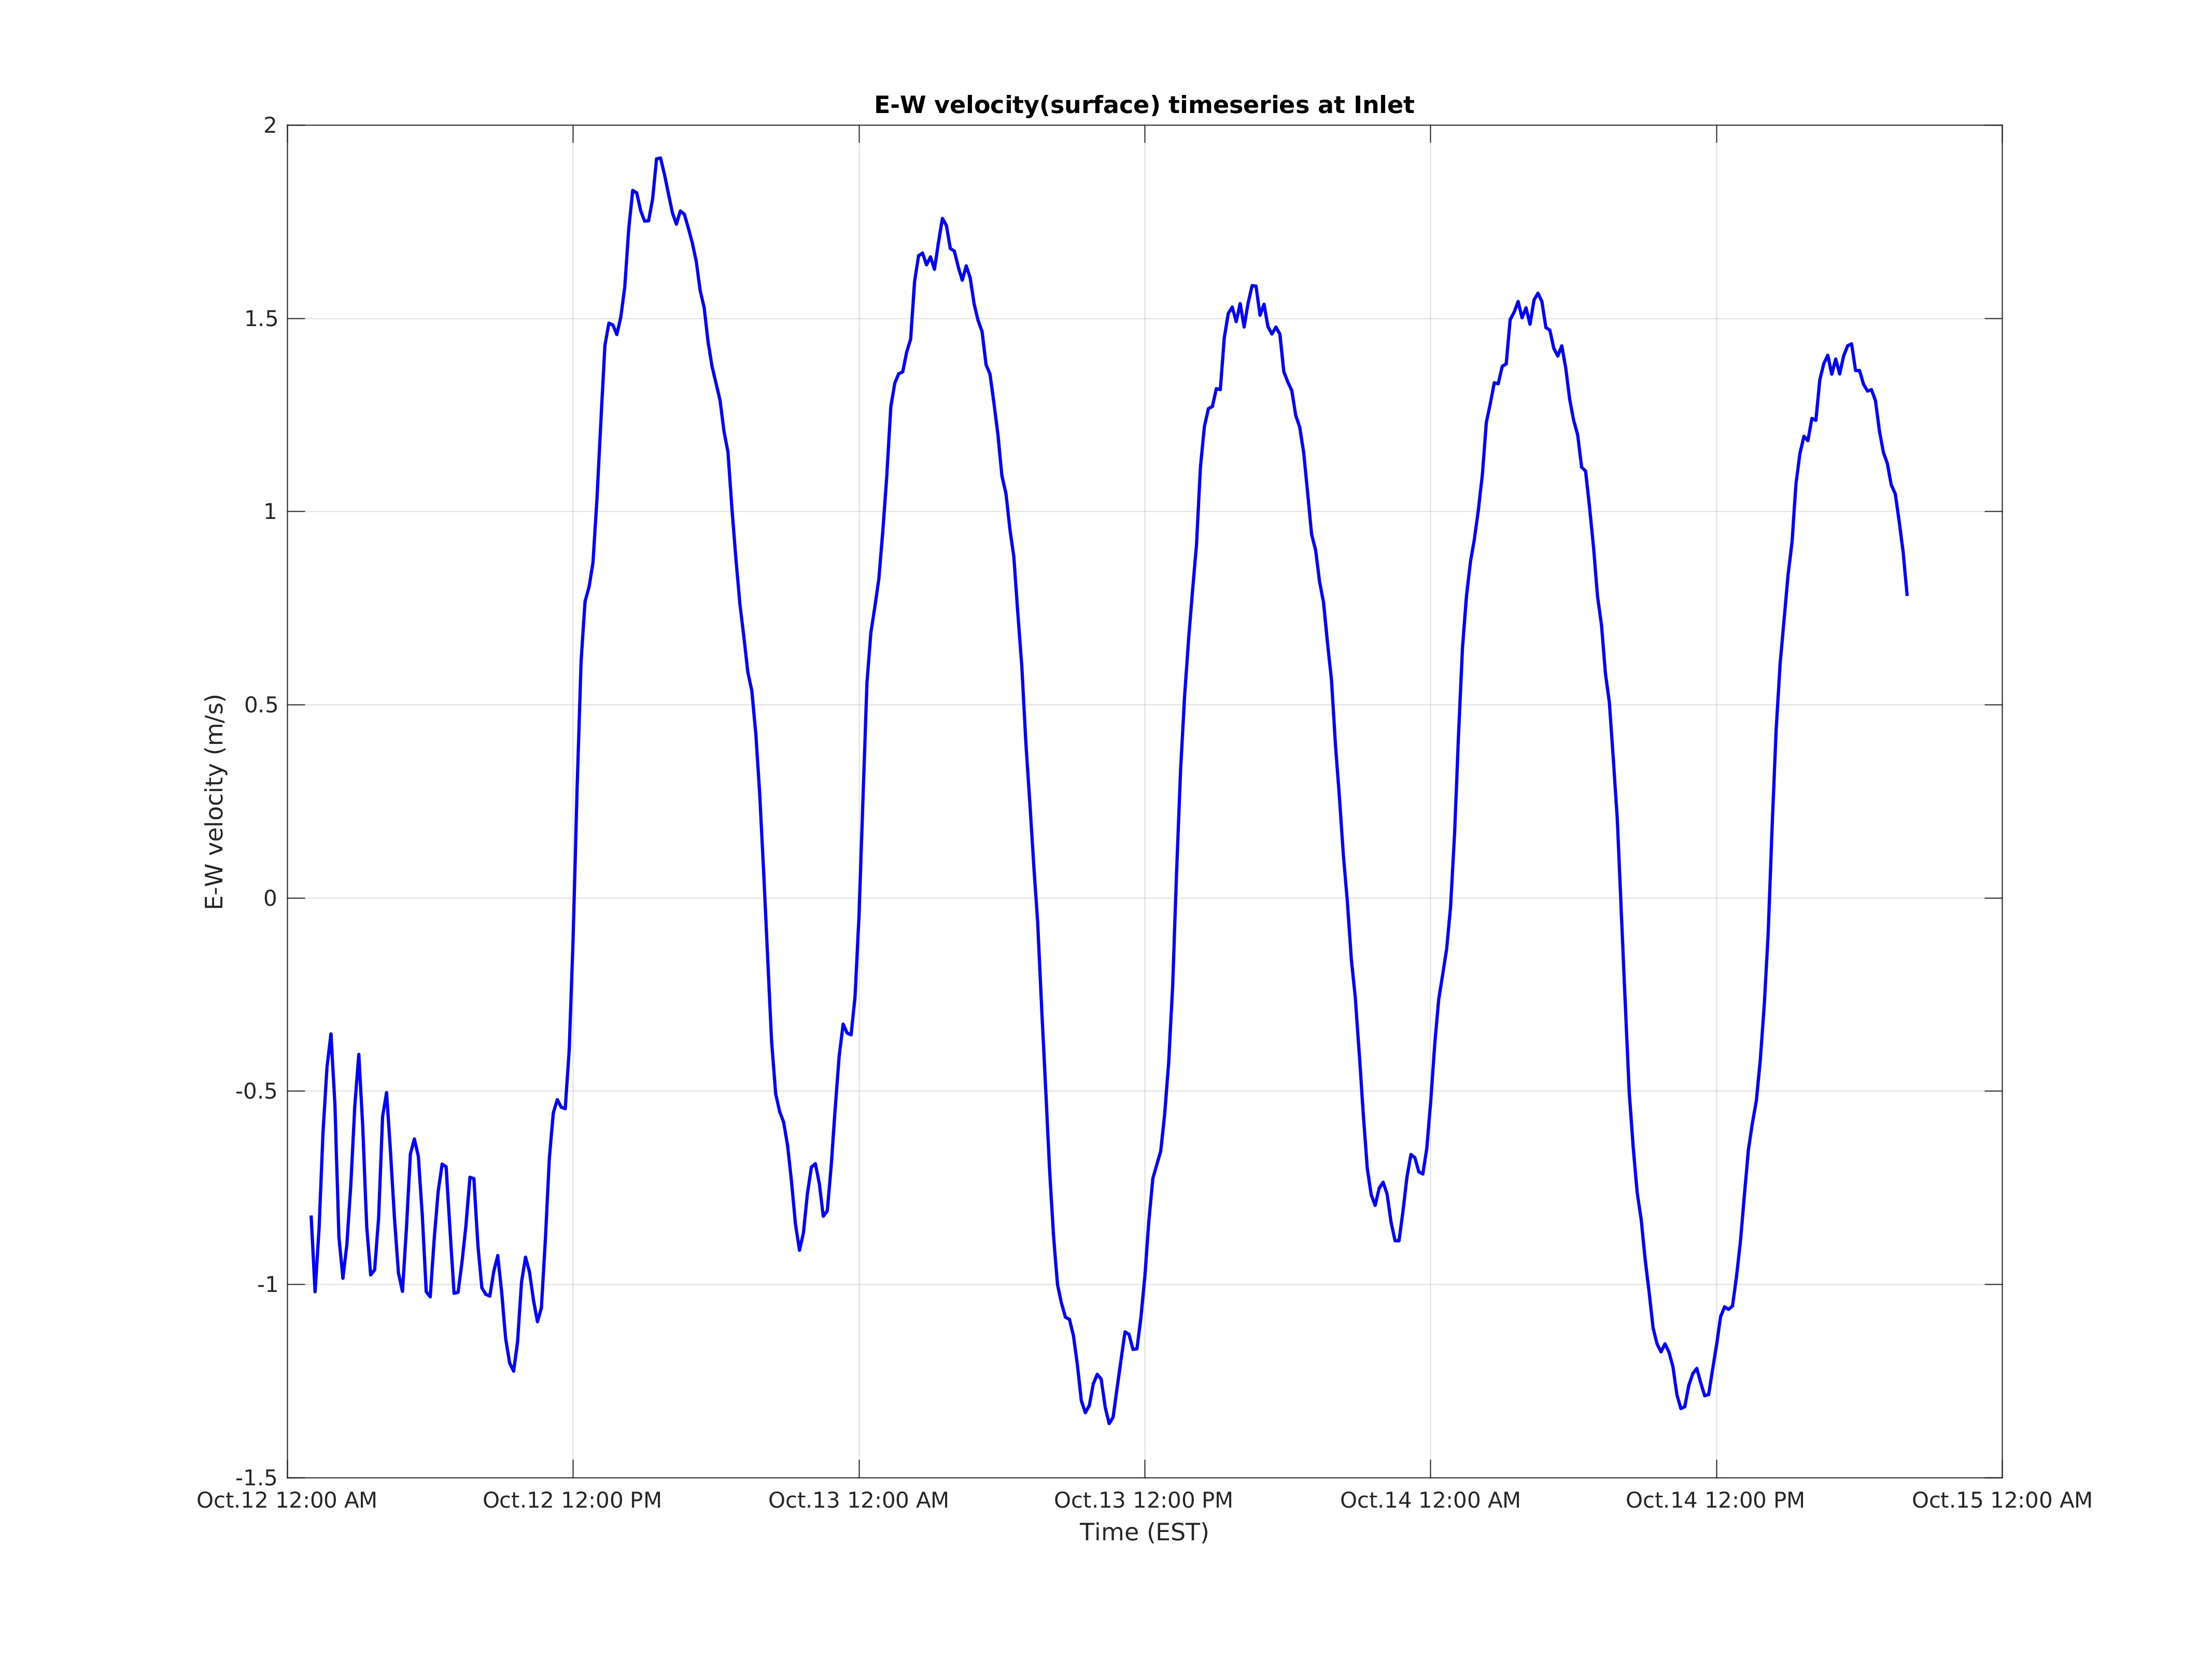 E-W velocity(surface) timeseries at Inlet
2
1.5
1
0.5
0
-0.5
-1
-1.5
E-W velocity (m/s)
Oct.12 12:00 AM Oct.12 12:00 PM Oct.13 12:00 AM Oct.13 12:00 PM Oct.14 12:00 AM Oct.14 12:00 PM Oct.15 12:00 AM
Time (EST)